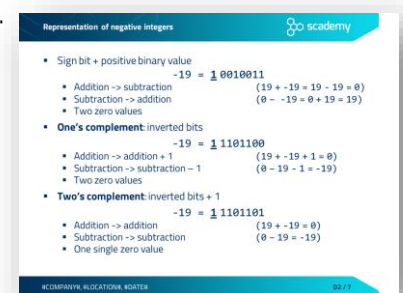 Representation of negative integers
scademy
▪ Sign bit + positive binary value
-19 = 1 0010011
▪ Addition -> subtraction (19 + -19 = 19 - 19 = 0)
▪ Subtraction -> addition (0 - -19 = 0 + 19 = 19)
▪ Two zero values
▪ One's complement: inverted bits
-19 = 1 1101100
▪ Addition -> addition + 1 (19 + -19 + 1 = 0)
▪ Subtraction -> subtraction – 1 (0 - 19 - 1 = -19)
▪ Two zero values
▪ Two's complement: inverted bits + 1
-19 = 1 1101101
▪ Addition -> addition (19 + -19 = 0)
▪ Subtraction -> subtraction (0 - 19 = -19)
▪ One single zero value
#COMPANY#, #LOCATION#, #DATE# 02 / 7